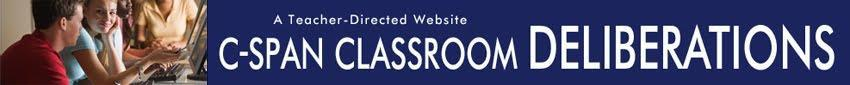 A Teacher-Directed Website
C-SPAN CLASSROOM DELIBERATIONS